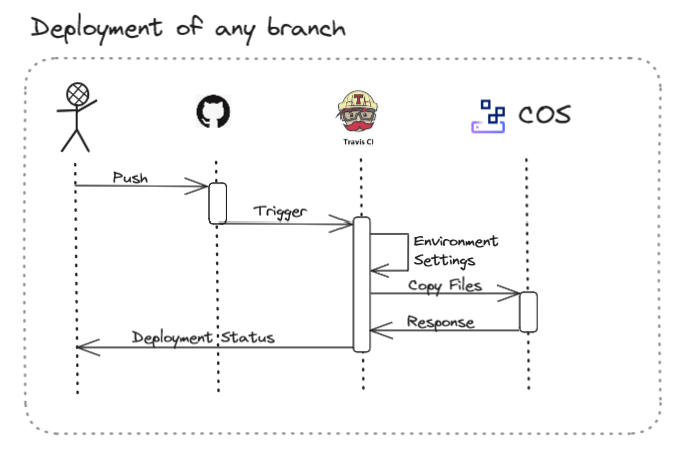 Deployment of any branch
COS
T
Travis CI
Push
Trigger
Environment
Settings
Copy Files
Response
Deployment Status